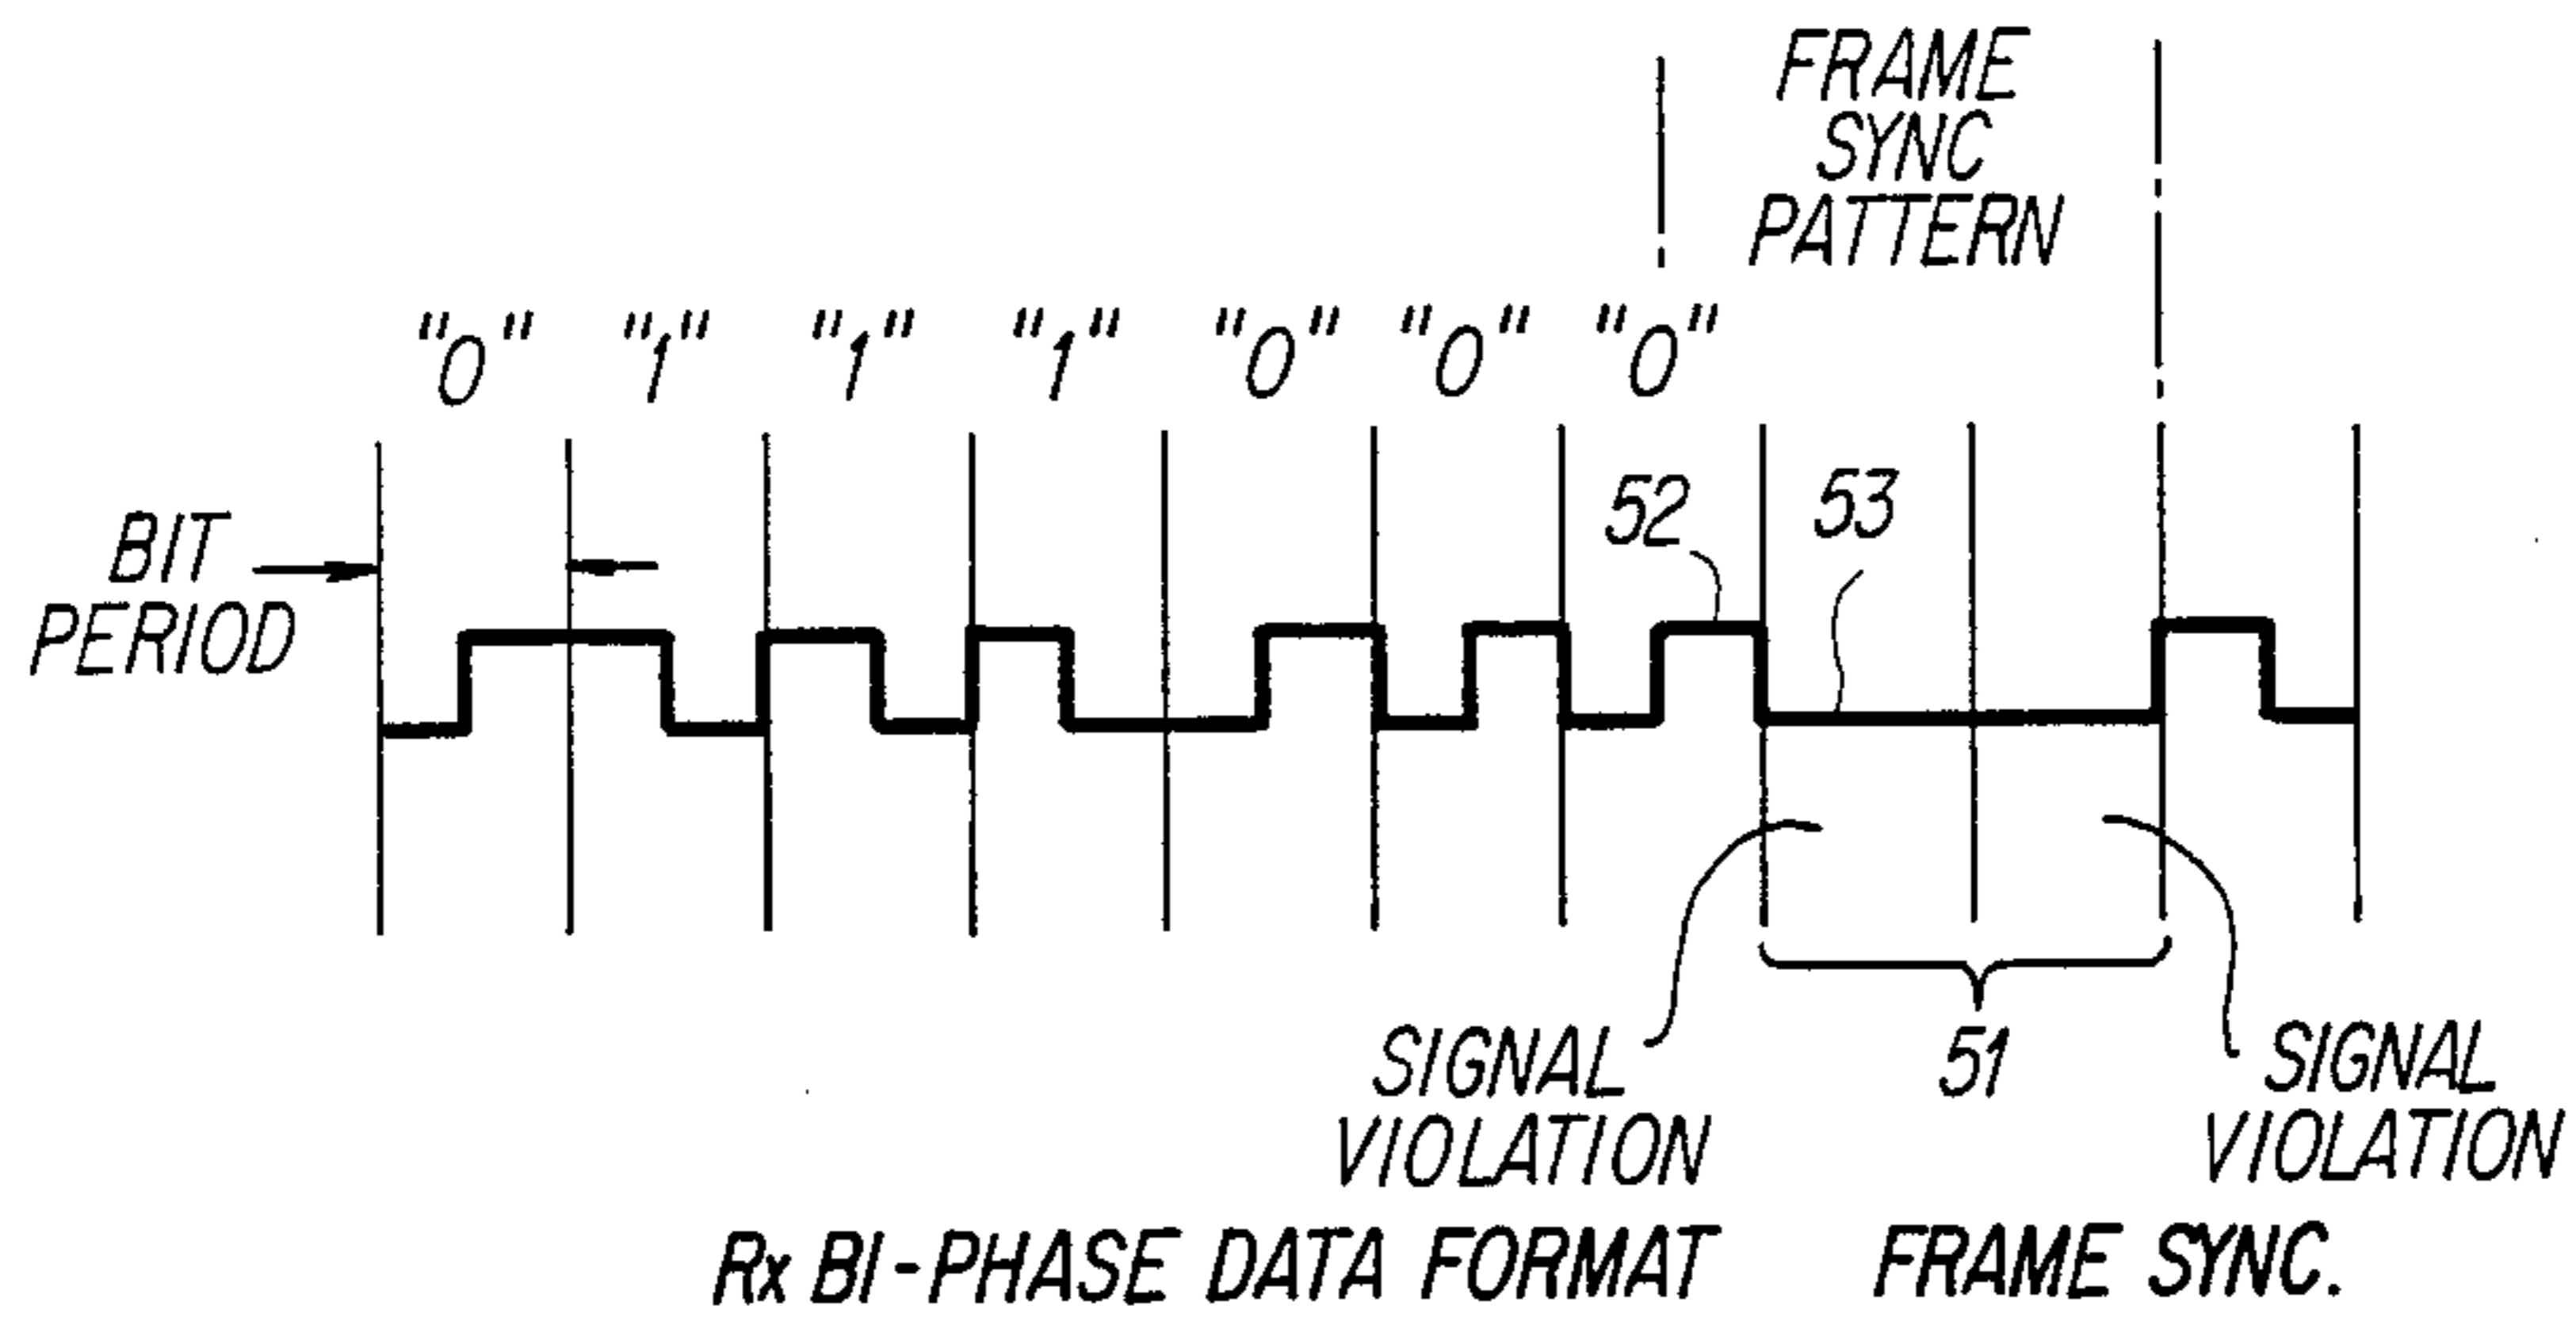 FRAME
SYNC
PATTERN
"0" "1" "1" "1" "0" "0" "0"
BIT
PERIOD
52
53
SIGNAL
VIOLATION
51
SIGNAL
VIOLATION
Rx BI-PHASE DATA FORMAT
FRAME SYNC.